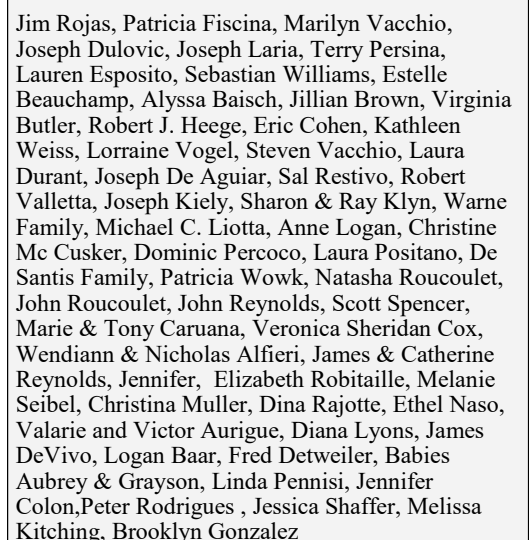 Jim Rojas, Patricia Fiscina, Marilyn Vacchio,
Joseph Dulovic, Joseph Laria, Terry Persina,
Lauren Esposito, Sebastian Williams, Estelle
Beauchamp, Alyssa Baisch, Jillian Brown, Virginia
Butler, Robert J. Heege, Eric Cohen, Kathleen
Weiss, Lorraine Vogel, Steven Vacchio, Laura
Durant, Joseph De Aguiar, Sal Restivo, Robert
Valletta, Joseph Kiely, Sharon & Ray Klyn, Warne
Family, Michael C. Liotta, Anne Logan, Christine
Mc Cusker, Dominic Percoco, Laura Positano, De
Santis Family, Patricia Wowk, Natasha Roucoulet,
John Roucoulet, John Reynolds, Scott Spencer,
Marie & Tony Caruana, Veronica Sheridan Cox,
Wendiann & Nicholas Alfieri, James & Catherine
Reynolds, Jennifer,  Elizabeth Robitaille, Melanie
Seibel, Christina Muller, Dina Rajotte, Ethel Naso,
Valarie and Victor Aurigue, Diana Lyons, James
DeVivo, Logan Baar, Fred Detweiler, Babies
Aubrey & Grayson, Linda Pennisi, Jennifer
Colon,Peter Rodrigues , Jessica Shaffer, Melissa
Kitching, Brooklyn Gonzalez